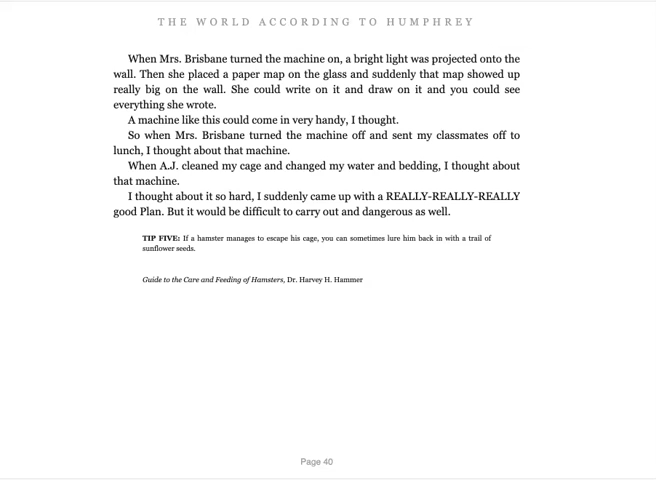 THE WORLD ACCORDING TO HUMPHREY
When Mrs. Brisbane turned the machine on, a bright light was projected onto the
wall. Then she placed a paper map on the glass and suddenly that map showed up
really big on the wall. She could write on it and draw on it and you could see
everything she wrote.
A machine like this could come in very handy, I thought.
So when Mrs. Brisbane turned the machine off and sent my classmates off to
lunch, I thought about that machine.
When A.J. cleaned my cage and changed my water and bedding, I thought about
that machine.
I thought about it so hard, I suddenly came up with a REALLY-REALLY-REALLY
good Plan. But it would be difficult to carry out and dangerous as well.
TIP FIVE: If a hamster manages to escape his cage, you can sometimes lure him back in with a trail of
sunflower seeds.
Guide to the Care and Feeding of Hamsters, Dr. Harvey H. Hammer
Page 40